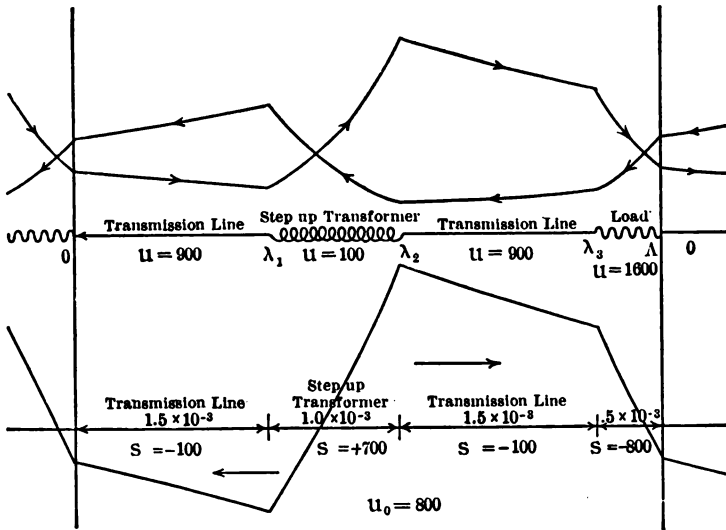 Transmission Line Step up Transformer Transmission Line Load
0 u=900 λ₁ u=100 λ₂ u=900 λ₃ Λ 0
u=1600
Step up
Transmission Line Transformer Transmission Line
1.5×10⁻³ 1.0×10⁻³ 1.5×10⁻³ .5×10⁻³
S=-100 S=+700 S=-100 S=-800
u₀=800